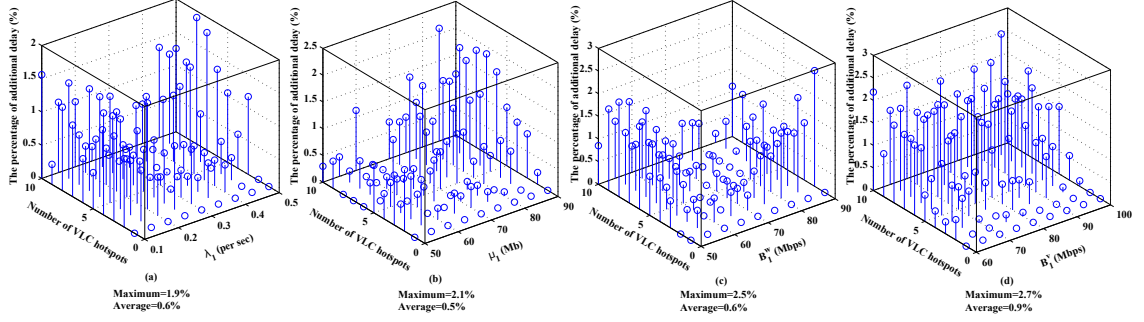 The percentage of additional delay (%)
2
1.5
1
0.5
0
10
5
0
Number of VLC hotspots
0.1
0.2
0.3
0.4
0.5
λ1 (per sec)
(a)
Maximum=1.9%
Average=0.6%
The percentage of additional delay (%)
2.5
2
1.5
1
0.5
0
10
5
0
Number of VLC hotspots
50
60
70
80
90
μ1 (Mb)
(b)
Maximum=2.1%
Average=0.5%
The percentage of additional delay (%)
3
2.5
2
1.5
1
0.5
0
10
5
0
Number of VLC hotspots
50
60
70
80
90
B1^w (Mbps)
(c)
Maximum=2.5%
Average=0.6%
The percentage of additional delay (%)
3
2.5
2
1.5
1
0.5
0
10
5
0
Number of VLC hotspots
60
70
80
90
100
B1^v (Mbps)
(d)
Maximum=2.7%
Average=0.9%